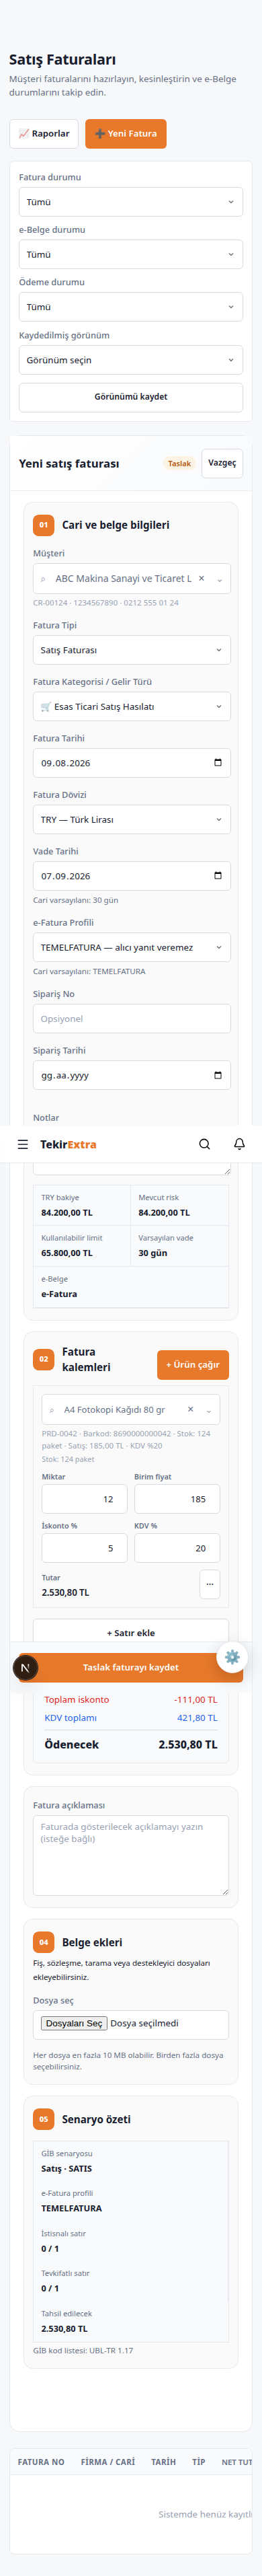 Satış Faturaları
Müşteri faturalarını hazırlayın, kesinleştirin ve e-Belge
durumlarını takip edin.
Raporlar
Yeni Fatura
Fatura durumu
Tümü
e-Belge durumu
Tümü
Ödeme durumu
Tümü
Kaydedilmiş görünüm
Görünüm seçin
Görünümü kaydet
Yeni satış faturası
Taslak
Vazgeç
01
Cari ve belge bilgileri
Müşteri
ABC Makina Sanayi ve Ticaret L ×
CR-00124 · 1234567890 · 0212 555 01 24
Fatura Tipi
Satış Faturası
Fatura Kategorisi / Gelir Türü
Esas Ticari Satış Hasılatı
Fatura Tarihi
09.08.2026
Fatura Dövizi
TRY — Türk Lirası
Vade Tarihi
07.09.2026
Cari varsayılanı: 30 gün
e-Fatura Profili
TEMELFATURA — alıcı yanıt veremez
Cari varsayılanı: TEMELFATURA
Sipariş No
Opsiyonel
Sipariş Tarihi
gg.aa.yyyy
Notlar
TekirExtra
TRY bakiye
84.200,00 TL
Mevcut risk
84.200,00 TL
Kullanılabilir limit
65.800,00 TL
Varsayılan vade
30 gün
e-Belge
e-Fatura
02
Fatura
kalemleri
+ Ürün çağır
A4 Fotokopi Kağıdı 80 gr ×
PRD-0042 · Barkod: 8690000000042 · Stok: 124
paket · Satış: 185,00 TL · KDV %20
Stok: 124 paket
Miktar
12
Birim fiyat
185
İskonto %
5
KDV %
20
Tutar
2.530,80 TL
...
+ Satır ekle
N
Taslak faturayı kaydet
Toplam iskonto
-111,00 TL
KDV toplamı
421,80 TL
Ödenecek
2.530,80 TL
Fatura açıklaması
Faturada gösterilecek açıklamayı yazın
(isteğe bağlı)
04
Belge ekleri
Fiş, sözleşme, tarama veya destekleyici dosyaları
ekleyebilirsiniz.
Dosya seç
Dosyaları Seç Dosya seçilmedi
Her dosya en fazla 10 MB olabilir. Birden fazla dosya
seçebilirsiniz.
05
Senaryo özeti
GİB senaryosu
Satış · SATIS
e-Fatura profili
TEMELFATURA
İstisnalı satır
0 / 1
Tevkifatlı satır
0 / 1
Tahsil edilecek
2.530,80 TL
GİB kod listesi: UBL-TR 1.17
FATURA NO FİRMA / CARİ TARİH TİP NET TUT
Sistemde henüz kayıtlı